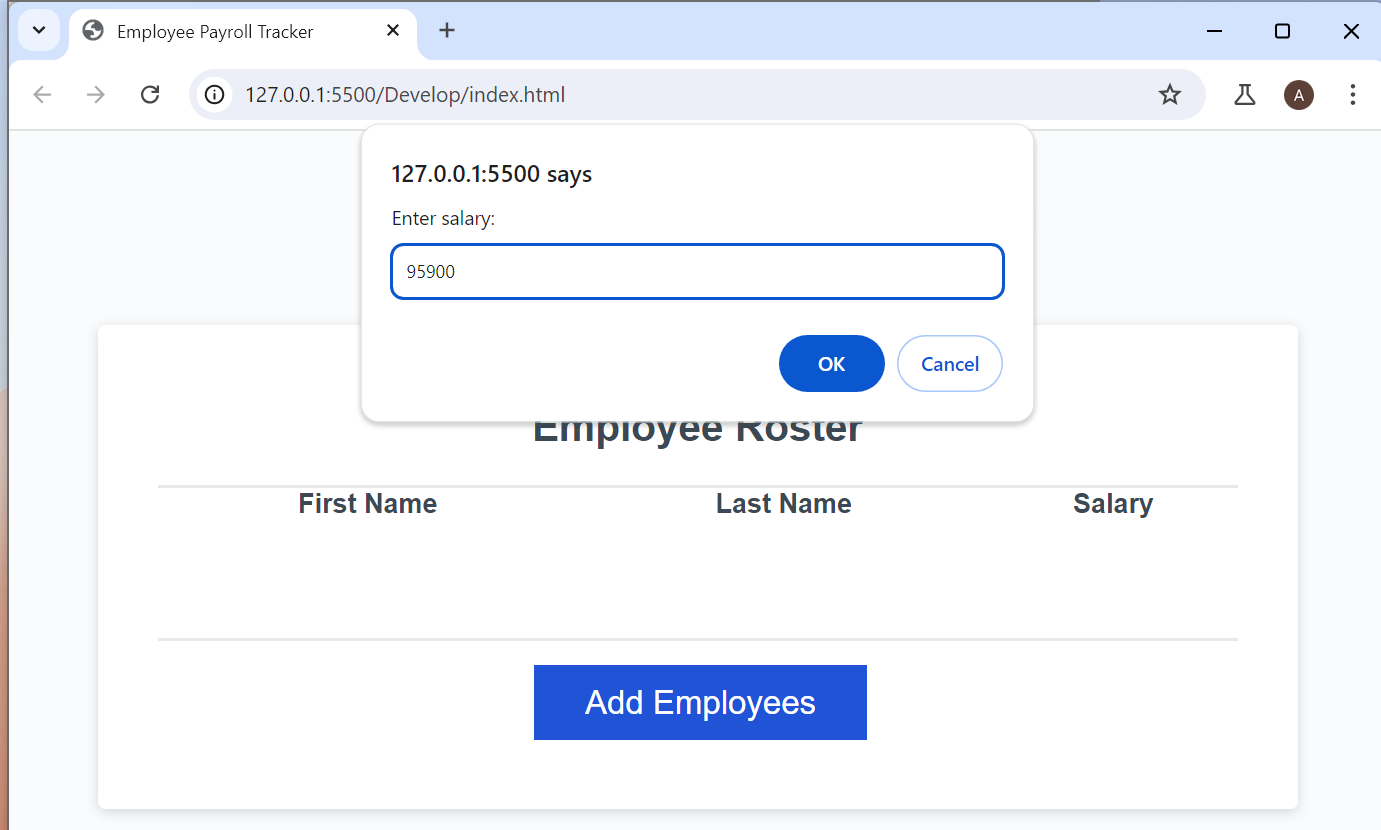 Employee Payroll Tracker
127.0.0.1:5500/Develop/index.html
A
127.0.0.1:5500 says
Enter salary:
95900
OK Cancel
Employee Roster
First Name Last Name Salary
Add Employees